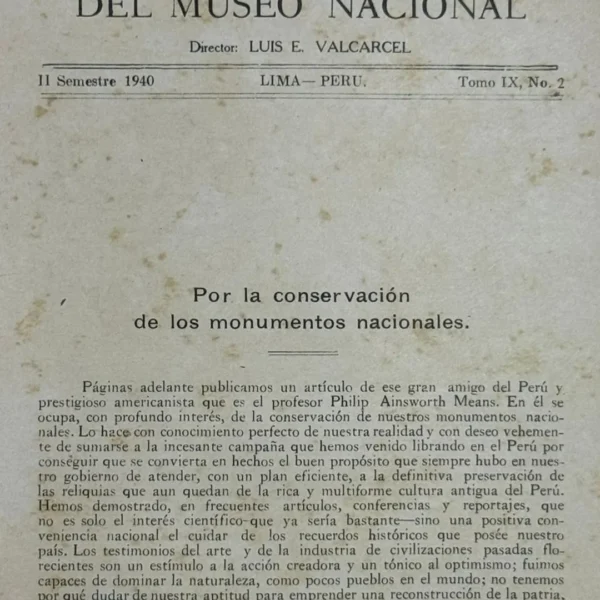 DEL MUSEO NACIONAL
Director: LUIS E. VALCARCEL
II Semestre 1940 LIMA—PERU. Tomo IX, No. 2
Por la conservación
de los monumentos nacionales.
Páginas adelante publicamos un artículo de ese gran amigo del Perú y
prestigioso americanista que es el profesor Philip Ainsworth Means. En él se
ocupa, con profundo interés, de la conservación de nuestros monumentos nacio-
nales. Lo hace con conocimiento perfecto de nuestra realidad y con deseo vehemen-
te de sumarse a la incesante campaña que hemos venido librando en el Perú por
conseguir que se convierta en hechos el buen propósito que siempre hubo en nues-
tro gobierno de atender, con un plan eficiente, a la definitiva preservación de
las reliquias que aun quedan de la rica y multiforme cultura antigua del Perú.
Hemos demostrado, en frecuentes artículos, conferencias y reportajes, que
no es solo el interés científico—que ya sería bastante—sino una positiva con-
veniencia nacional el cuidar de los recuerdos históricos que posée nuestro
país. Los testimonios del arte y de la industria de civilizaciones pasadas flo-
recientes son un estímulo a la acción creadora y un tónico al optimismo; fuimos
capaces de dominar la naturaleza, como pocos pueblos en el mundo; no tenemos
por qué dudar de nuestra aptitud para emprender una reconstrucción de la patria,